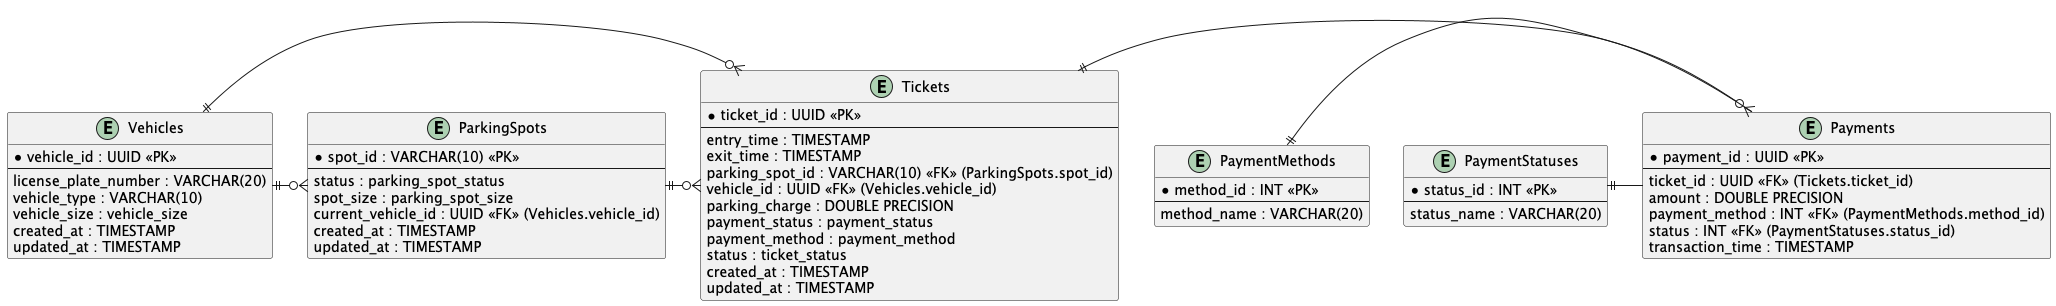 E Vehicles
* vehicle_id : UUID «PK»
license_plate_number : VARCHAR(20)
vehicle_type : VARCHAR(10)
vehicle_size : vehicle_size
created_at : TIMESTAMP
updated_at : TIMESTAMP
E ParkingSpots
* spot_id : VARCHAR(10) «PK»
status : parking_spot_status
spot_size : parking_spot_size
current_vehicle_id : UUID «FK» (Vehicles.vehicle_id)
created_at : TIMESTAMP
updated_at : TIMESTAMP
E Tickets
* ticket_id : UUID «PK»
entry_time : TIMESTAMP
exit_time : TIMESTAMP
parking_spot_id : VARCHAR(10) «FK» (ParkingSpots.spot_id)
vehicle_id : UUID «FK» (Vehicles.vehicle_id)
parking_charge : DOUBLE PRECISION
payment_status : payment_status
payment_method : payment_method
status : ticket_status
created_at : TIMESTAMP
updated_at : TIMESTAMP
E PaymentMethods
* method_id : INT «PK»
method_name : VARCHAR(20)
E PaymentStatuses
* status_id : INT «PK»
status_name : VARCHAR(20)
E Payments
* payment_id : UUID «PK»
ticket_id : UUID «FK» (Tickets.ticket_id)
amount : DOUBLE PRECISION
payment_method : INT «FK» (PaymentMethods.method_id)
status : INT «FK» (PaymentStatuses.status_id)
transaction_time : TIMESTAMP